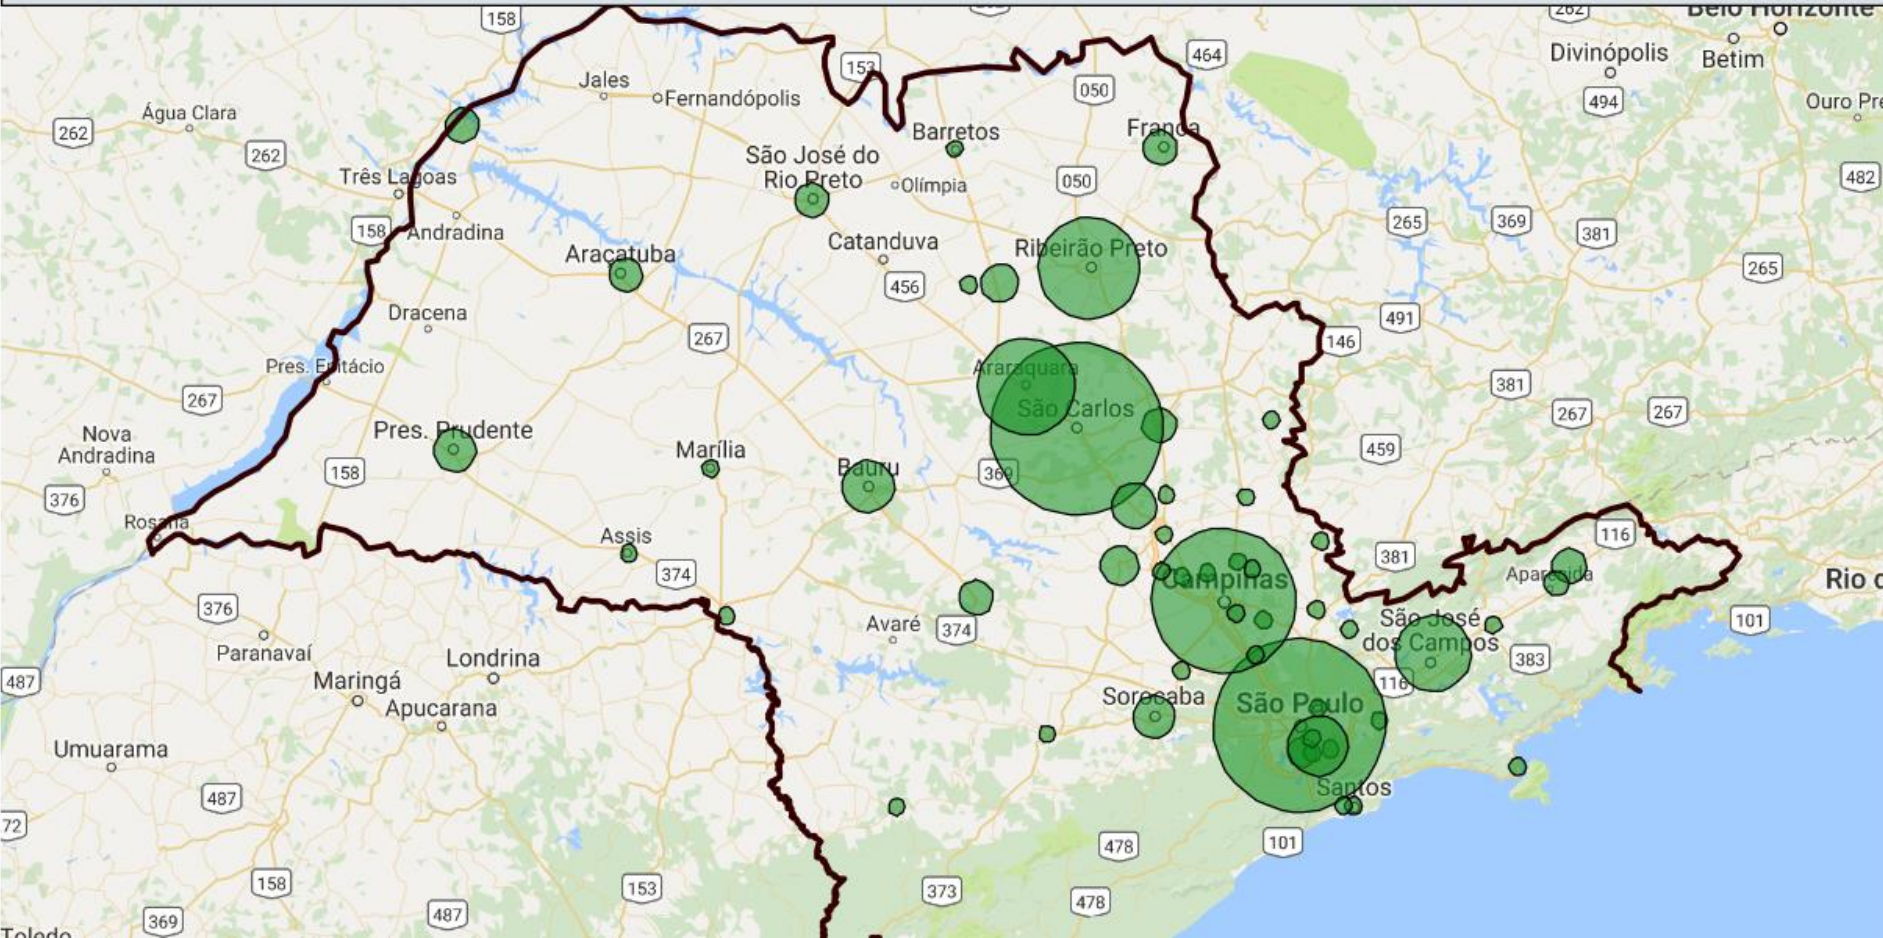 158
262
Belo Horizonte
Divinópolis
Betim
464
153
Jales
Fernandópolis
050
494
Ouro Pre
Água Clara
262
Barretos
Franca
262
São José do
Rio Preto
Três Lagoas
Olímpia
050
482
158
Andradina
265
369
381
Catanduva
Araçatuba
Ribeirão Preto
265
456
Dracena
491
267
146
Pres. Epitácio
Araraquara
381
267
São Carlos
267
267
Nova
Andradina
Pres. Prudente
Marília
459
Bauru
158
369
376
Rosana
116
Assis
381
374
Aparecida
Campinas
Rio d
376
São José
dos Campos
101
Avaré
374
Paranavaí
Londrina
383
487
Maringá
116
Sorocaba
São Paulo
Apucarana
Umuarama
Santos
487
72
101
478
158
153
373
478
369
487
Toledo